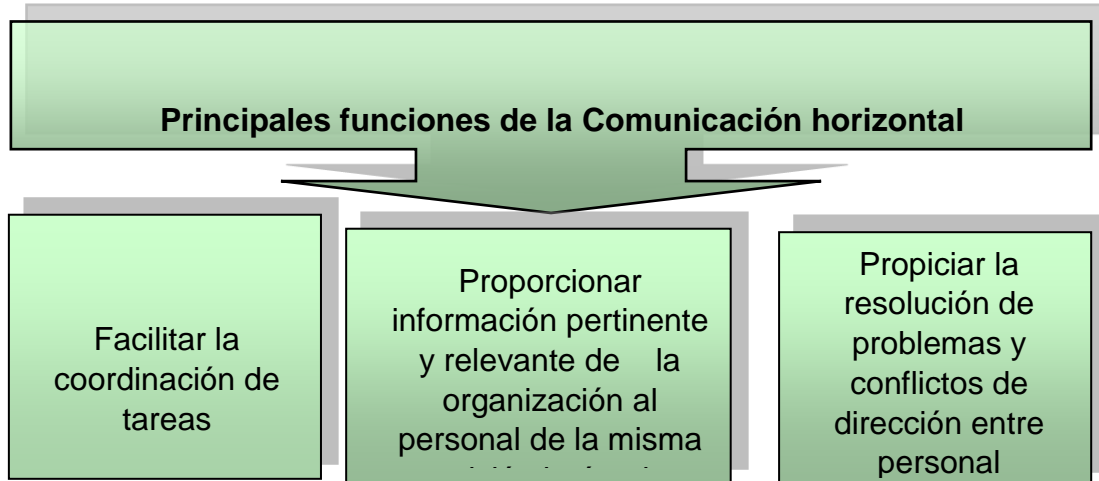 Principales funciones de la Comunicación horizontal
Facilitar la
coordinación de
tareas
Proporcionar
información pertinente
y relevante de la
organización al
personal de la misma
Propiciar la
resolución de
problemas y
conflictos de
dirección entre
personal